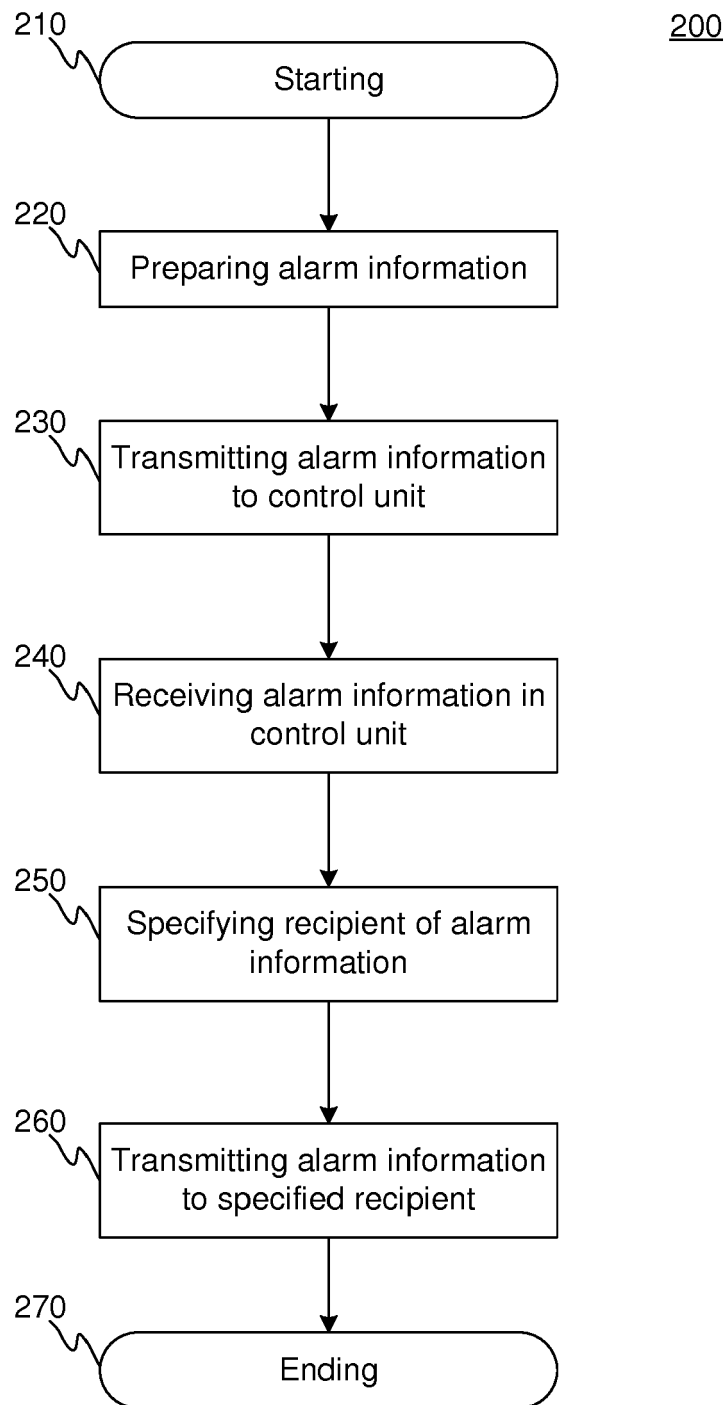 200
210
Starting
220
Preparing alarm information
230
Transmitting alarm information
to control unit
240
Receiving alarm information in
control unit
250
Specifying recipient of alarm
information
260
Transmitting alarm information
to specified recipient
270
Ending